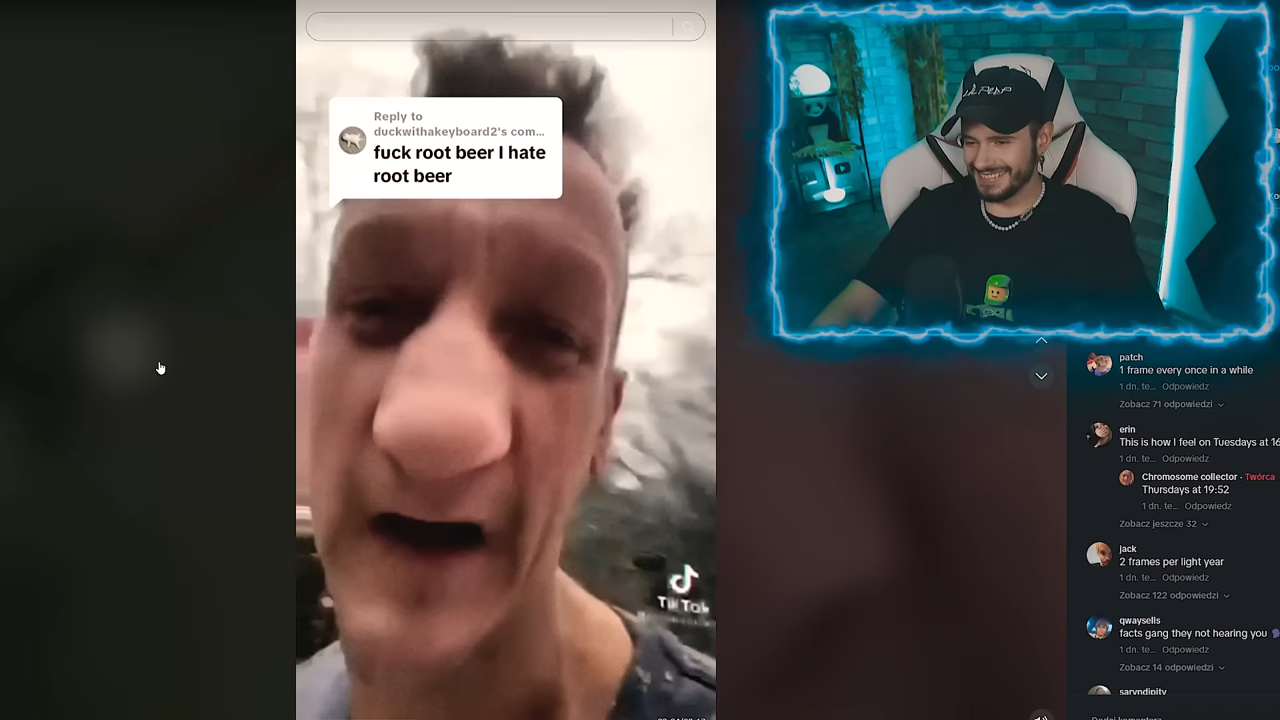 Reply to
duckwithakeyboard2's com...
fuck root beer I hate
root beer
TikTok
patch
1 frame every once in a while
1 dn. te... Odpowiedz
Zobacz 71 odpowiedzi
erin
This is how I feel on Tuesdays at 16
1 dn. te... Odpowiedz
Chromosome collector · Twórca
Thursdays at 19:52
1 dn. te... Odpowiedz
Zobacz jeszcze 32
jack
2 frames per light year
1 dn. te... Odpowiedz
Zobacz 122 odpowiedzi
qwaysells
facts gang they not hearing you
1 dn. te... Odpowiedz
Zobacz 14 odpowiedzi
saryndipity